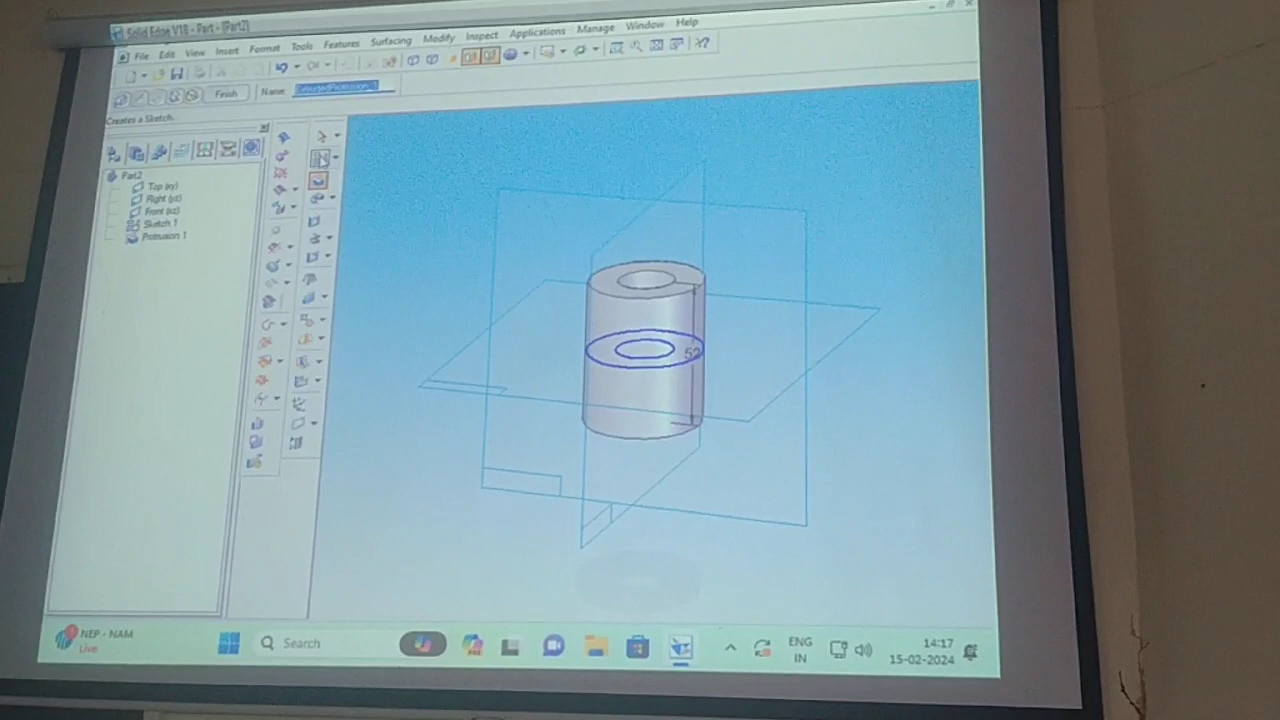 Solid Edge V18 - Part - [Part2]
File Edit View Insert Format Tools Features Surfacing Modify Inspect Applications Manage Window Help
Finish Name:
Creates a Sketch.
Part2
Top (xy)
Right (yz)
Front (xz)
Sketch 1
Protrusion 1
52
NEP - NAM
Live
Search
ENG
IN
14:17
15-02-2024